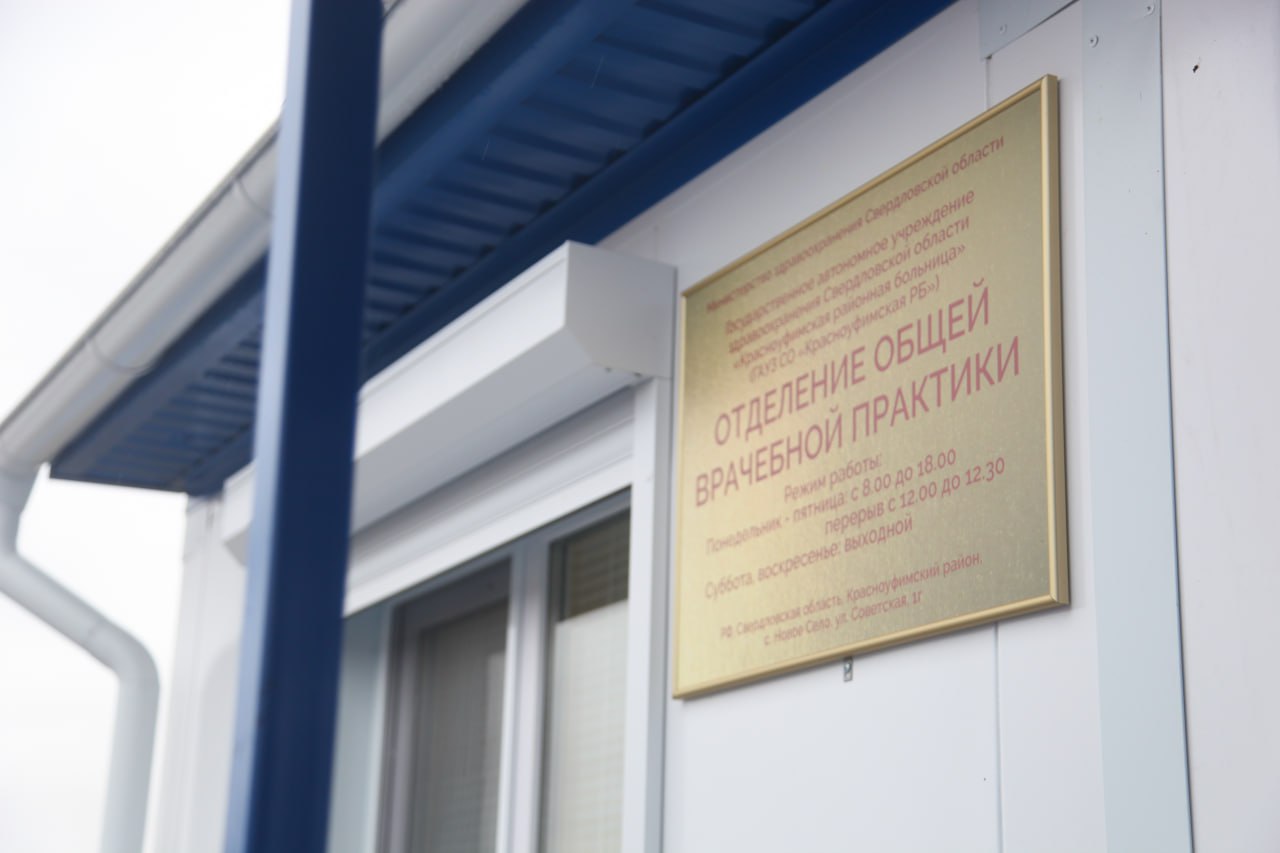 Министерство здравоохранения Свердловской области
Государственное автономное учреждение
здравоохранения Свердловской области
«Красноуфимская районная больница»
(ГАУЗ СО «Красноуфимская РБ»)
ОТДЕЛЕНИЕ ОБЩЕЙ
ВРАЧЕБНОЙ ПРАКТИКИ
Режим работы:
Понедельник - пятница: с 8.00 до 18.00
перерыв с 12.00 до 12.30
Суббота, воскресенье: выходной
РФ, Свердловская область, Красноуфимский район,
с. Новое Село, ул. Советская, 1г